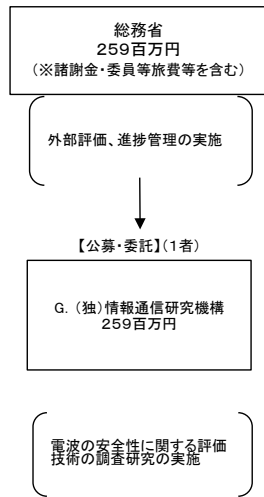 総務省
259百万円
(※諸謝金・委員等旅費等を含む)
外部評価、進捗管理の実施
【公募・委託】(1者)
G. (独)情報通信研究機構
259百万円
電波の安全性に関する評価
技術の調査研究の実施